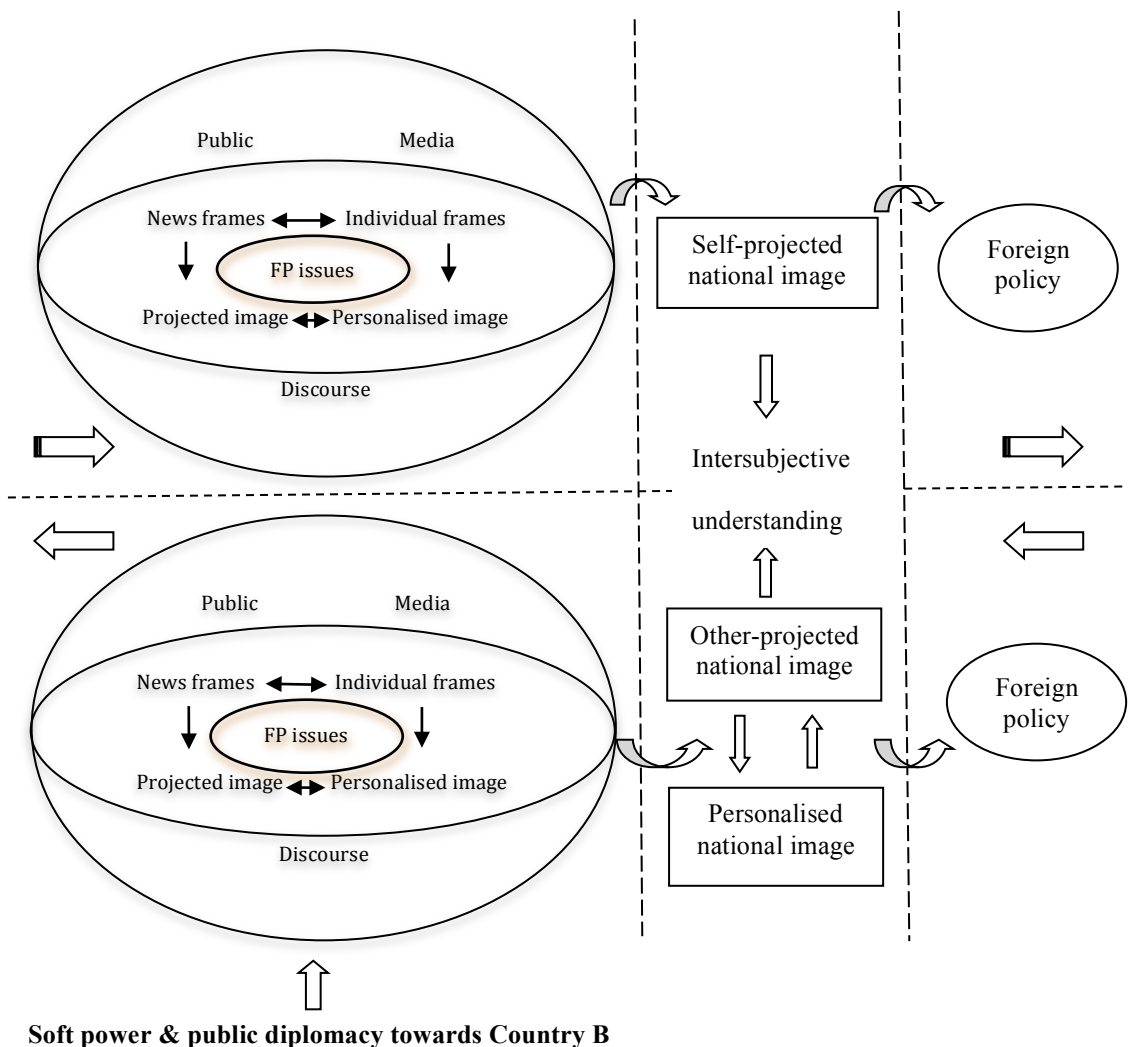 Public
Media
News frames
Individual frames
FP issues
Projected image
Personalised image
Discourse
Self-projected
national image
Foreign
policy
Intersubjective
understanding
Public
Media
News frames
Individual frames
FP issues
Projected image
Personalised image
Discourse
Other-projected
national image
Personalised
national image
Foreign
policy
Soft power & public diplomacy towards Country B